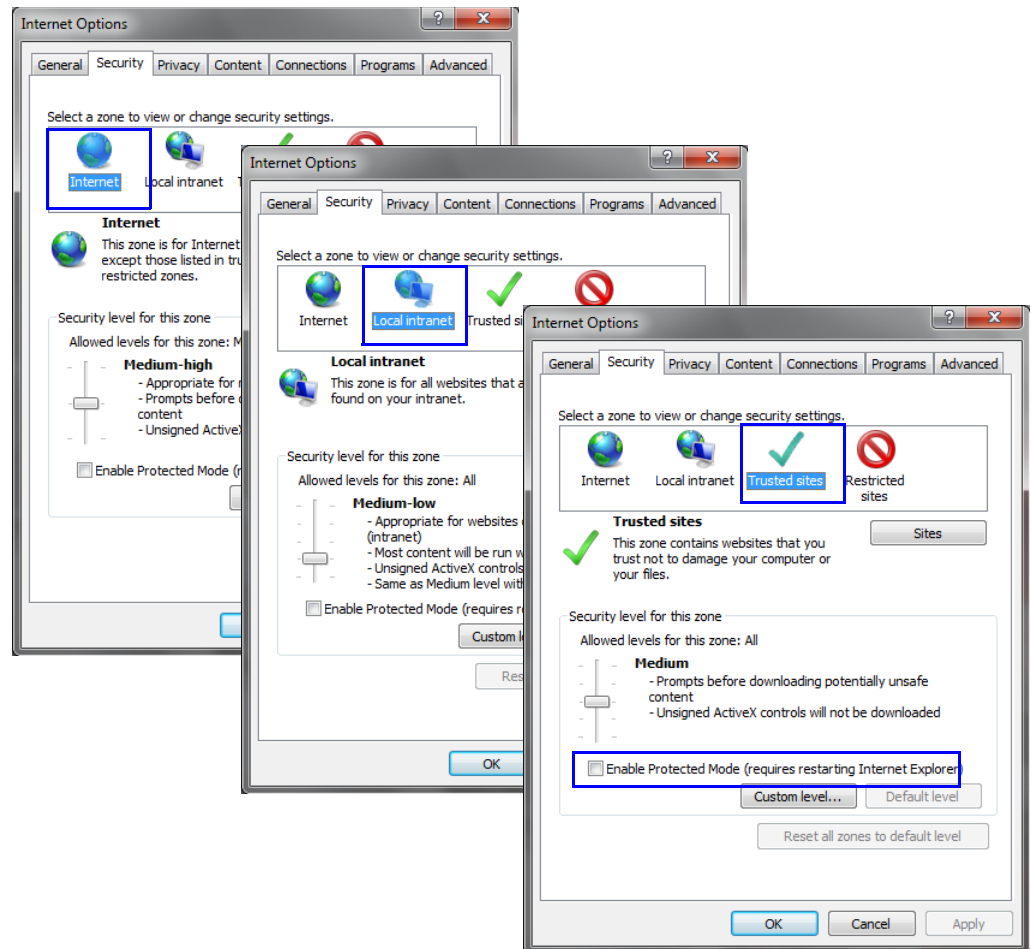 Internet Options
General Security Privacy Content Connections Programs Advanced
Select a zone to view or change security settings.
Internet Local intranet
Internet
This zone is for Internet
except those listed in
restricted zones.
Security level for this zone
Allowed levels for this zone:
Medium-high
- Appropriate for
- Prompts before
content
- Unsigned ActiveX
Enable Protected Mode
Internet Options
General Security Privacy Content Connections Programs Advanced
Select a zone to view or change security settings.
Internet Local intranet Trusted
Local intranet
This zone is for all websites that
found on your intranet.
Security level for this zone
Allowed levels for this zone: All
Medium-low
- Appropriate for websites
(intranet)
- Most content will be run
- Unsigned ActiveX controls
- Same as Medium level
Enable Protected Mode (requires
Custom
OK
Internet Options
General Security Privacy Content Connections Programs Advanced
Select a zone to view or change security settings.
Internet Local intranet Trusted sites Restricted
sites
Trusted sites
This zone contains websites that you
trust not to damage your computer or
your files.
Sites
Security level for this zone
Allowed levels for this zone: All
Medium
- Prompts before downloading potentially unsafe
content
- Unsigned ActiveX controls will not be downloaded
Enable Protected Mode (requires restarting Internet Explorer)
Custom level... Default level
Reset all zones to default level
OK Cancel Apply